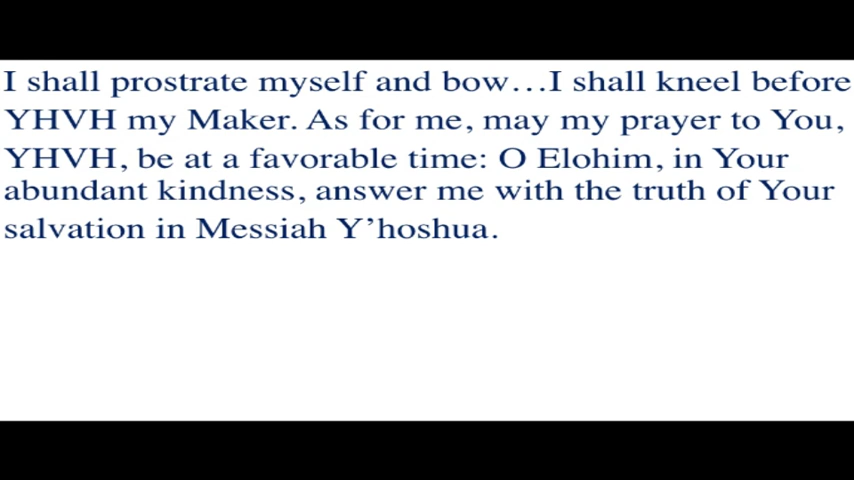 I shall prostrate myself and bow…I shall kneel before
YHVH my Maker. As for me, may my prayer to You,
YHVH, be at a favorable time: O Elohim, in Your
abundant kindness, answer me with the truth of Your
salvation in Messiah Y’hoshua.